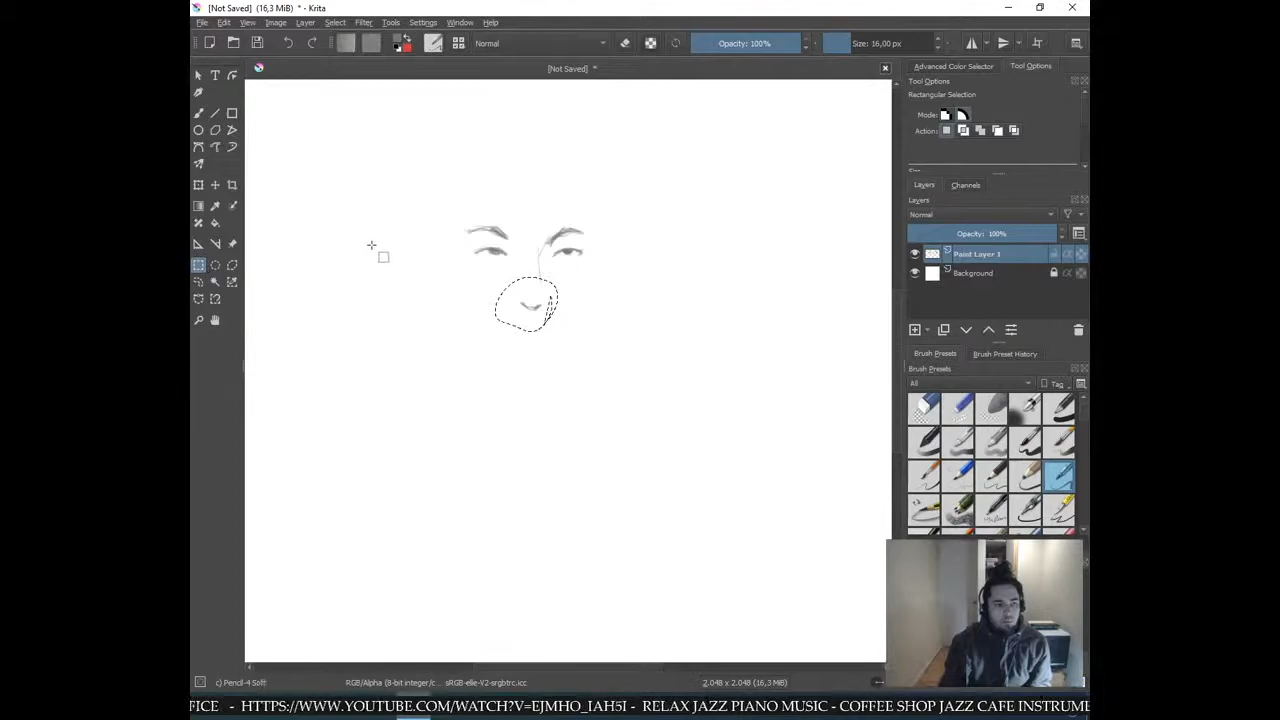 [Not Saved] (16,3 MiB) * - Krita
File Edit View Image Layer Select Filter Tools Settings Window Help
Normal Opacity: 100% Size: 16,00 px
[Not Saved] *
Advanced Color Selector Tool Options
Tool Options
Rectangular Selection
Mode:
Action:
Layers Channels
Layers
Normal
Opacity: 100%
Paint Layer 1
Background
Brush Presets Brush Preset History
Brush Presets
All Tag
c) Pencil-4 Soft RGB/Alpha (8-bit integer/c... sRGB-elle-V2-srgbtrc.icc 2.048 x 2.048 (16,3 MiB)
FICE - HTTPS://WWW.YOUTUBE.COM/WATCH?V=EJMHO_IAH5I - RELAX JAZZ PIANO MUSIC - COFFEE SHOP JAZZ CAFE INSTRUME